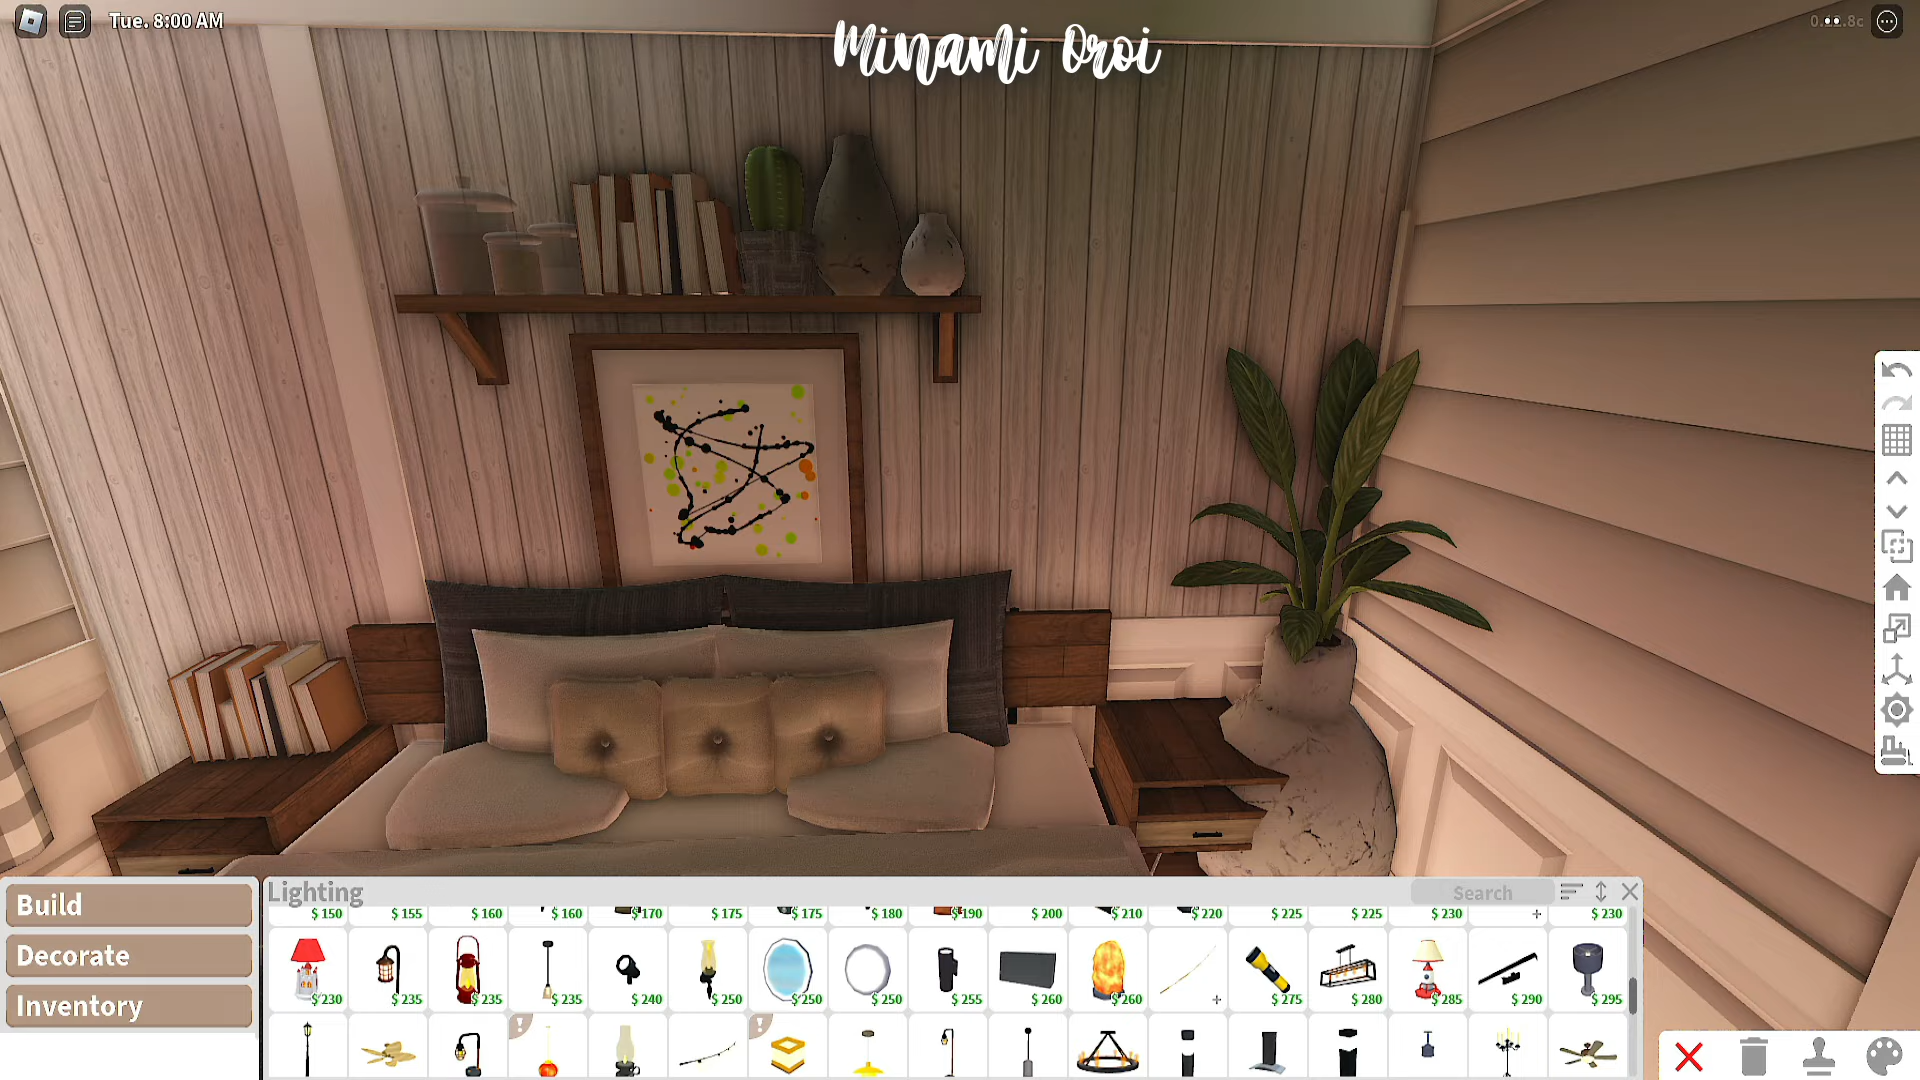 Tue. 8:00 AM
Minami Oroi
Build
Decorate
Inventory
Lighting
Search
$ 150 $ 155 $ 160 $ 160 $ 170 $ 175 $ 175 $ 180 $ 190 $ 200 $ 210 $ 220 $ 225 $ 225 $ 230 + $ 230
$ 230 $ 235 $ 235 $ 235 $ 240 $ 250 $ 250 $ 250 $ 255 $ 260 $ 260 + $ 275 $ 280 $ 285 $ 290 $ 295
! !